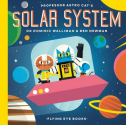 PROFESSOR ASTRO CAT'S
SOLAR SYSTEM
DR DOMINIC WALLIMAN & BEN NEWMAN
FLYING EYE BOOKS